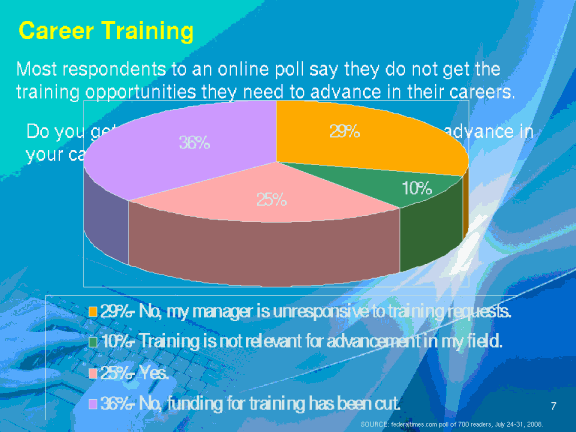 Career Training
Most respondents to an online poll say they do not get the
training opportunities they need to advance in their careers.
Do you get advance in
your ca
36%
29%
10%
25%
29%- No, my manager is unresponsive to training requests.
10%- Training is not relevant for advancement in my field.
25%- Yes.
36%- No, funding for training has been cut.
7
SOURCE: federaltimes.com poll of 700 readers, July 24-31, 2008.